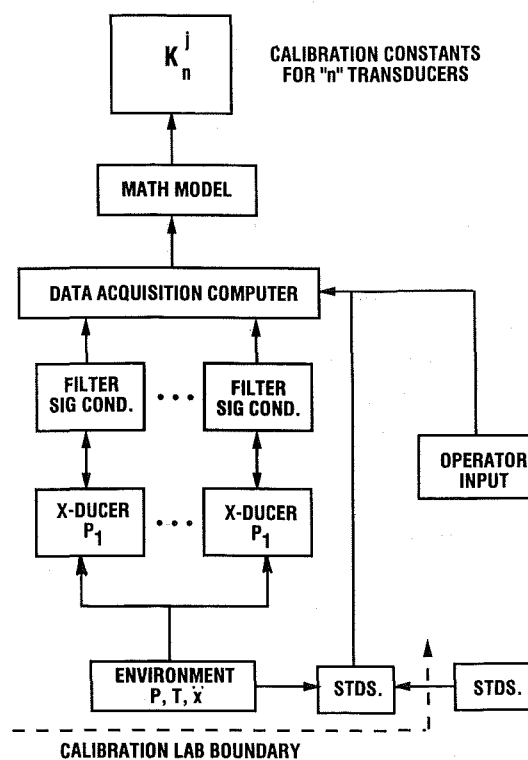 K n j
CALIBRATION CONSTANTS
FOR "n" TRANSDUCERS
MATH MODEL
DATA ACQUISITION COMPUTER
FILTER
SIG COND.
• • •
FILTER
SIG COND.
OPERATOR
INPUT
X-DUCER
P1
• • •
X-DUCER
P1
ENVIRONMENT
P, T, ẍ
STDS.
STDS.
CALIBRATION LAB BOUNDARY